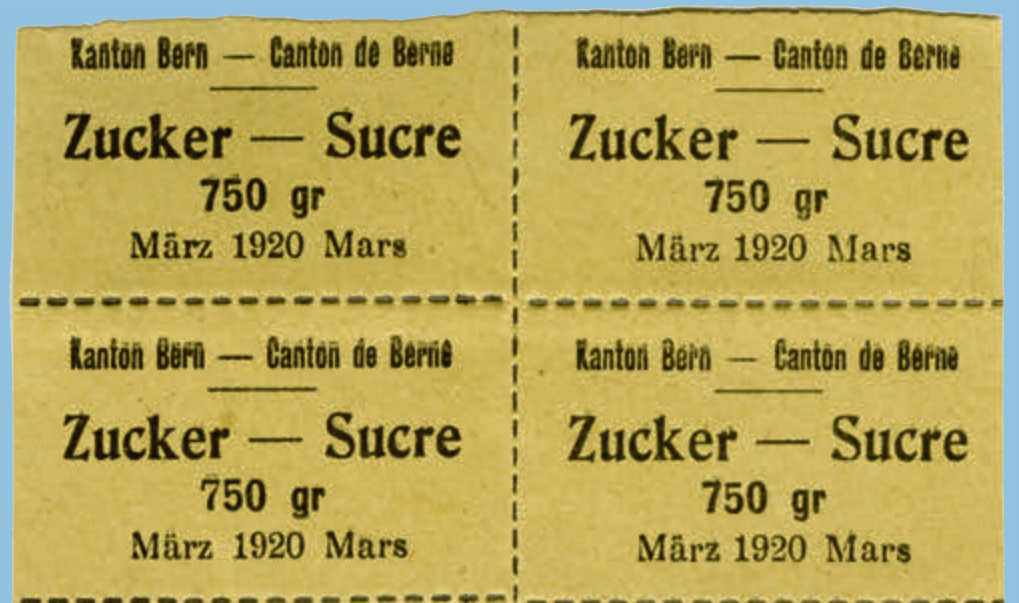 Kanton Bern — Canton de Berne
Zucker — Sucre
750 gr
März 1920 Mars
Kanton Bern — Canton de Berne
Zucker — Sucre
750 gr
März 1920 Mars
Kanton Bern — Canton de Berne
Zucker — Sucre
750 gr
März 1920 Mars
Kanton Bern — Canton de Berne
Zucker — Sucre
750 gr
März 1920 Mars